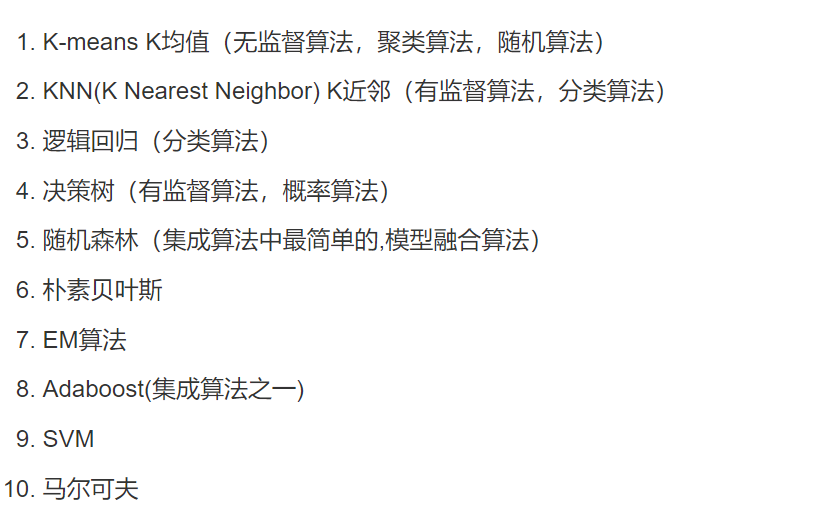 1. K-means K均值（无监督算法，聚类算法，随机算法）
2. KNN(K Nearest Neighbor) K近邻（有监督算法，分类算法）
3. 逻辑回归（分类算法）
4. 决策树（有监督算法，概率算法）
5. 随机森林（集成算法中最简单的,模型融合算法）
6. 朴素贝叶斯
7. EM算法
8. Adaboost(集成算法之一)
9. SVM
10. 马尔可夫